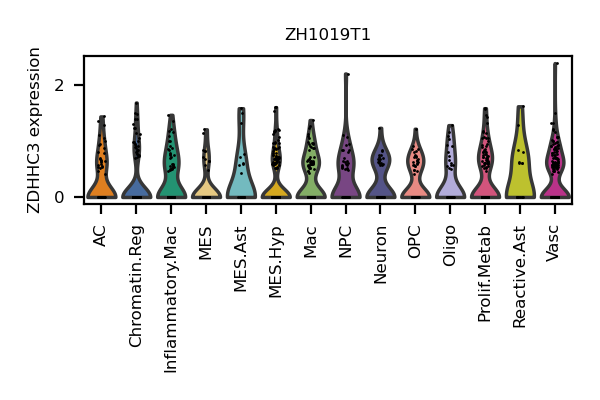 ZH1019T1
ZDHHC3 expression
2
0
AC
Chromatin.Reg
Inflammatory.Mac
MES
MES.Ast
MES.Hyp
Mac
NPC
Neuron
OPC
Oligo
Prolif.Metab
Reactive.Ast
Vasc